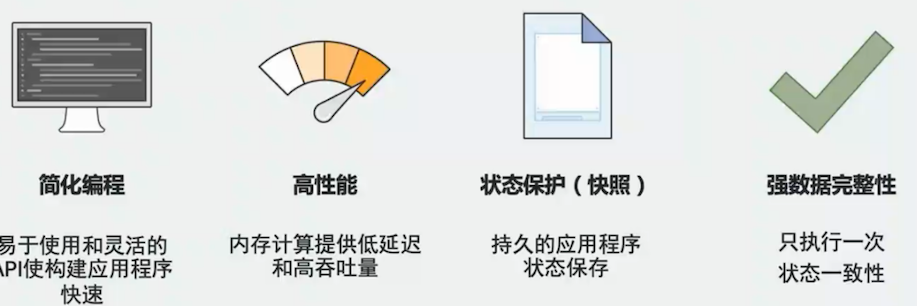 简化编程
易于使用和灵活的
API使构建应用程序
快速
高性能
内存计算提供低延迟
和高吞吐量
状态保护（快照）
持久的应用程序
状态保存
强数据完整性
只执行一次
状态一致性